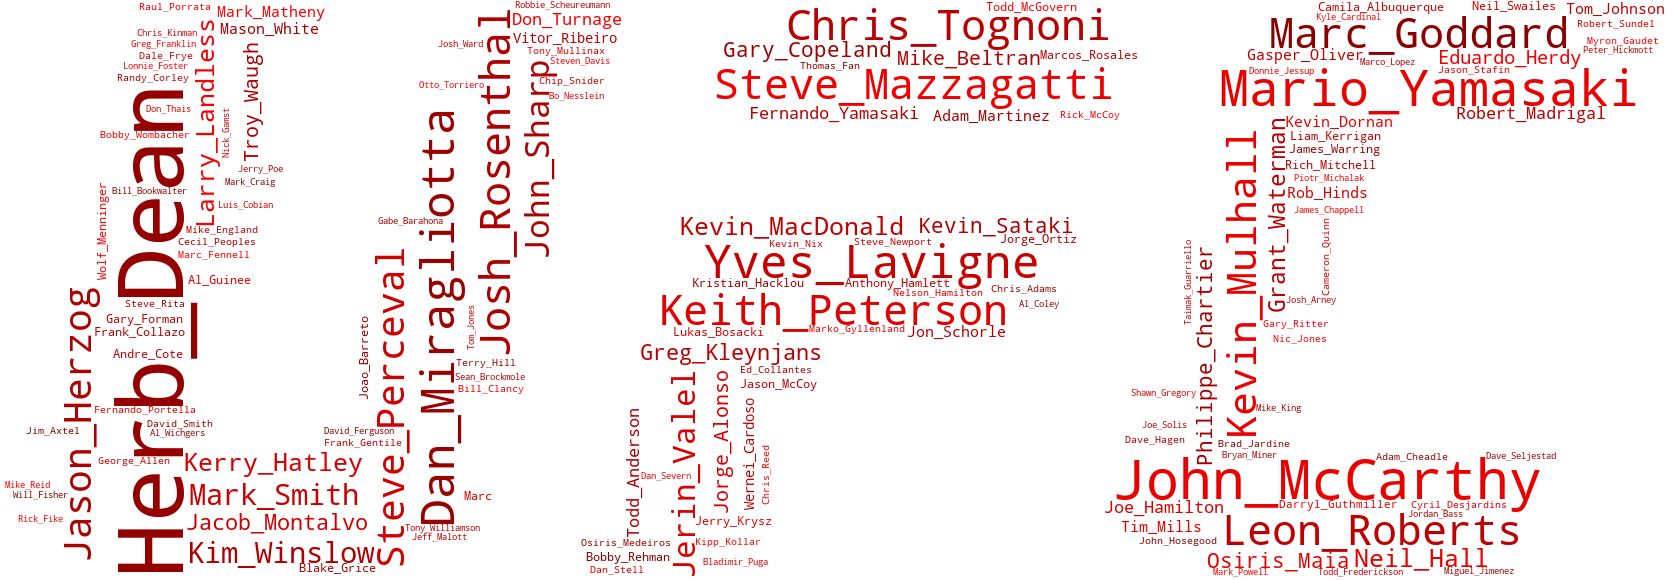 Raul_Porrata
Mark_Matheny
Mason_White
Chris_Kinman
Greg_Franklin
Dale_Frye
Lonnie_Foster
Randy_Corley
Don_Thais
Bobby_Wombacher
Larry_Landless
Nick_Gamst
Troy_Waugh
Jerry_Poe
Mark_Craig
Bill_Bookwalter
Luis_Cobian
Wolf_Menninger
Mike_England
Cecil_Peoples
Marc_Fennell
Al_Guinee
Herb_Dean
Steve_Rita
Gary_Forman
Frank_Collazo
Andre_Cote
Jason_Herzog
Fernando_Portella
David_Smith
Al_Wichgers
Jim_Axtel
George_Allen
Mike_Reid
Will_Fisher
Rick_Fike
Kerry_Hatley
Mark_Smith
Jacob_Montalvo
Kim_Winslow
Blake_Grice
David_Ferguson
Frank_Gentile
Joao_Barreto
Steve_Perceval
Gabe_Barahona
Dan_Miragliotta
Tom_Jones
Terry_Hill
Sean_Brockmole
Bill_Clancy
Marc
Tony_Williamson
Jeff_Malott
Josh_Rosenthal
John_Sharp
Robbie_Scheureumann
Don_Turnage
Vitor_Ribeiro
Josh_Ward
Tony_Mullinax
Steven_Davis
Otto_Torriero
Chip_Snider
Bo_Nesslein
Todd_McGovern
Chris_Tognoni
Gary_Copeland
Mike_Beltran
Marcos_Rosales
Thomas_Fan
Steve_Mazzagatti
Fernando_Yamasaki
Adam_Martinez
Rick_McCoy
Kevin_MacDonald
Kevin_Sataki
Kevin_Nix
Steve_Newport
Jorge_Ortiz
Yves_Lavigne
Kristian_Hacklou
Anthony_Hamlett
Nelson_Hamilton
Chris_Adams
Al_Coley
Keith_Peterson
Lukas_Bosacki
Marko_Gyllenland
Jon_Schorle
Greg_Kleynjans
Ed_Collantes
Jason_McCoy
Jerin_Valel
Jorge_Alonso
Wernei_Cardoso
Chris_Reed
Todd_Anderson
Dan_Severn
Jerry_Krysz
Osiris_Medeiros
Kipp_Kollar
Bobby_Rehman
Bladimir_Puga
Dan_Stell
Camila_Albuquerque
Neil_Swailes
Tom_Johnson
Kyle_Cardinal
Robert_Sundel
Marc_Goddard
Myron_Gaudet
Peter_Hickmott
Gasper_Oliver
Marco_Lopez
Eduardo_Herdy
Donnie_Jessup
Jason_Stafin
Mario_Yamasaki
Robert_Madrigal
Kevin_Dornan
Liam_Kerrigan
James_Warring
Rich_Mitchell
Piotr_Michalak
Rob_Hinds
James_Chappell
Cameron_Quinn
Grant_Waterman
Kevin_Mulhall
Philippe_Chartier
Taimak_Guarriello
Josh_Arney
Gary_Ritter
Nic_Jones
Shawn_Gregory
Mike_King
Joe_Solis
Dave_Hagen
Brad_Jardine
Bryan_Miner
Adam_Cheadle
Dave_Seljestad
John_McCarthy
Joe_Hamilton
Darryl_Guthmiller
Cyril_Desjardins
Jordan_Bass
Tim_Mills
Leon_Roberts
John_Hosegood
Osiris_Maia
Neil_Hall
Mark_Powell
Todd_Frederickson
Miguel_Jimenez